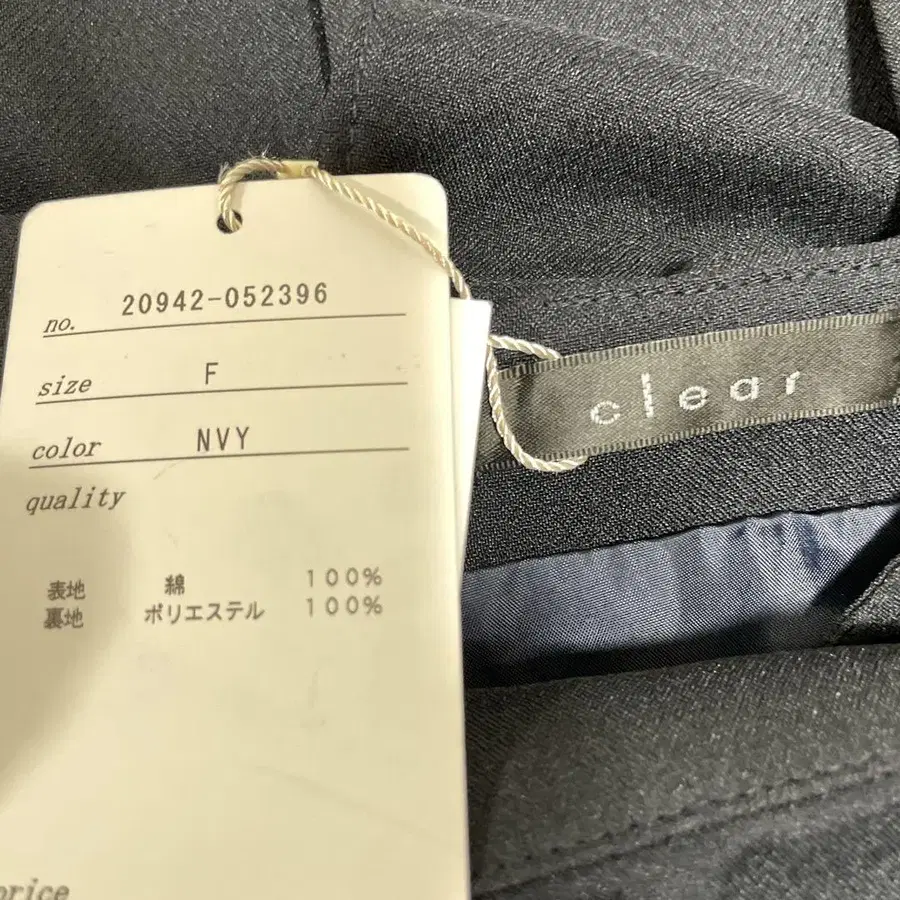 no. 20942-052396
size F
color NVY
quality
表地 綿 100%
裏地 ポリエステル 100%
price
clear